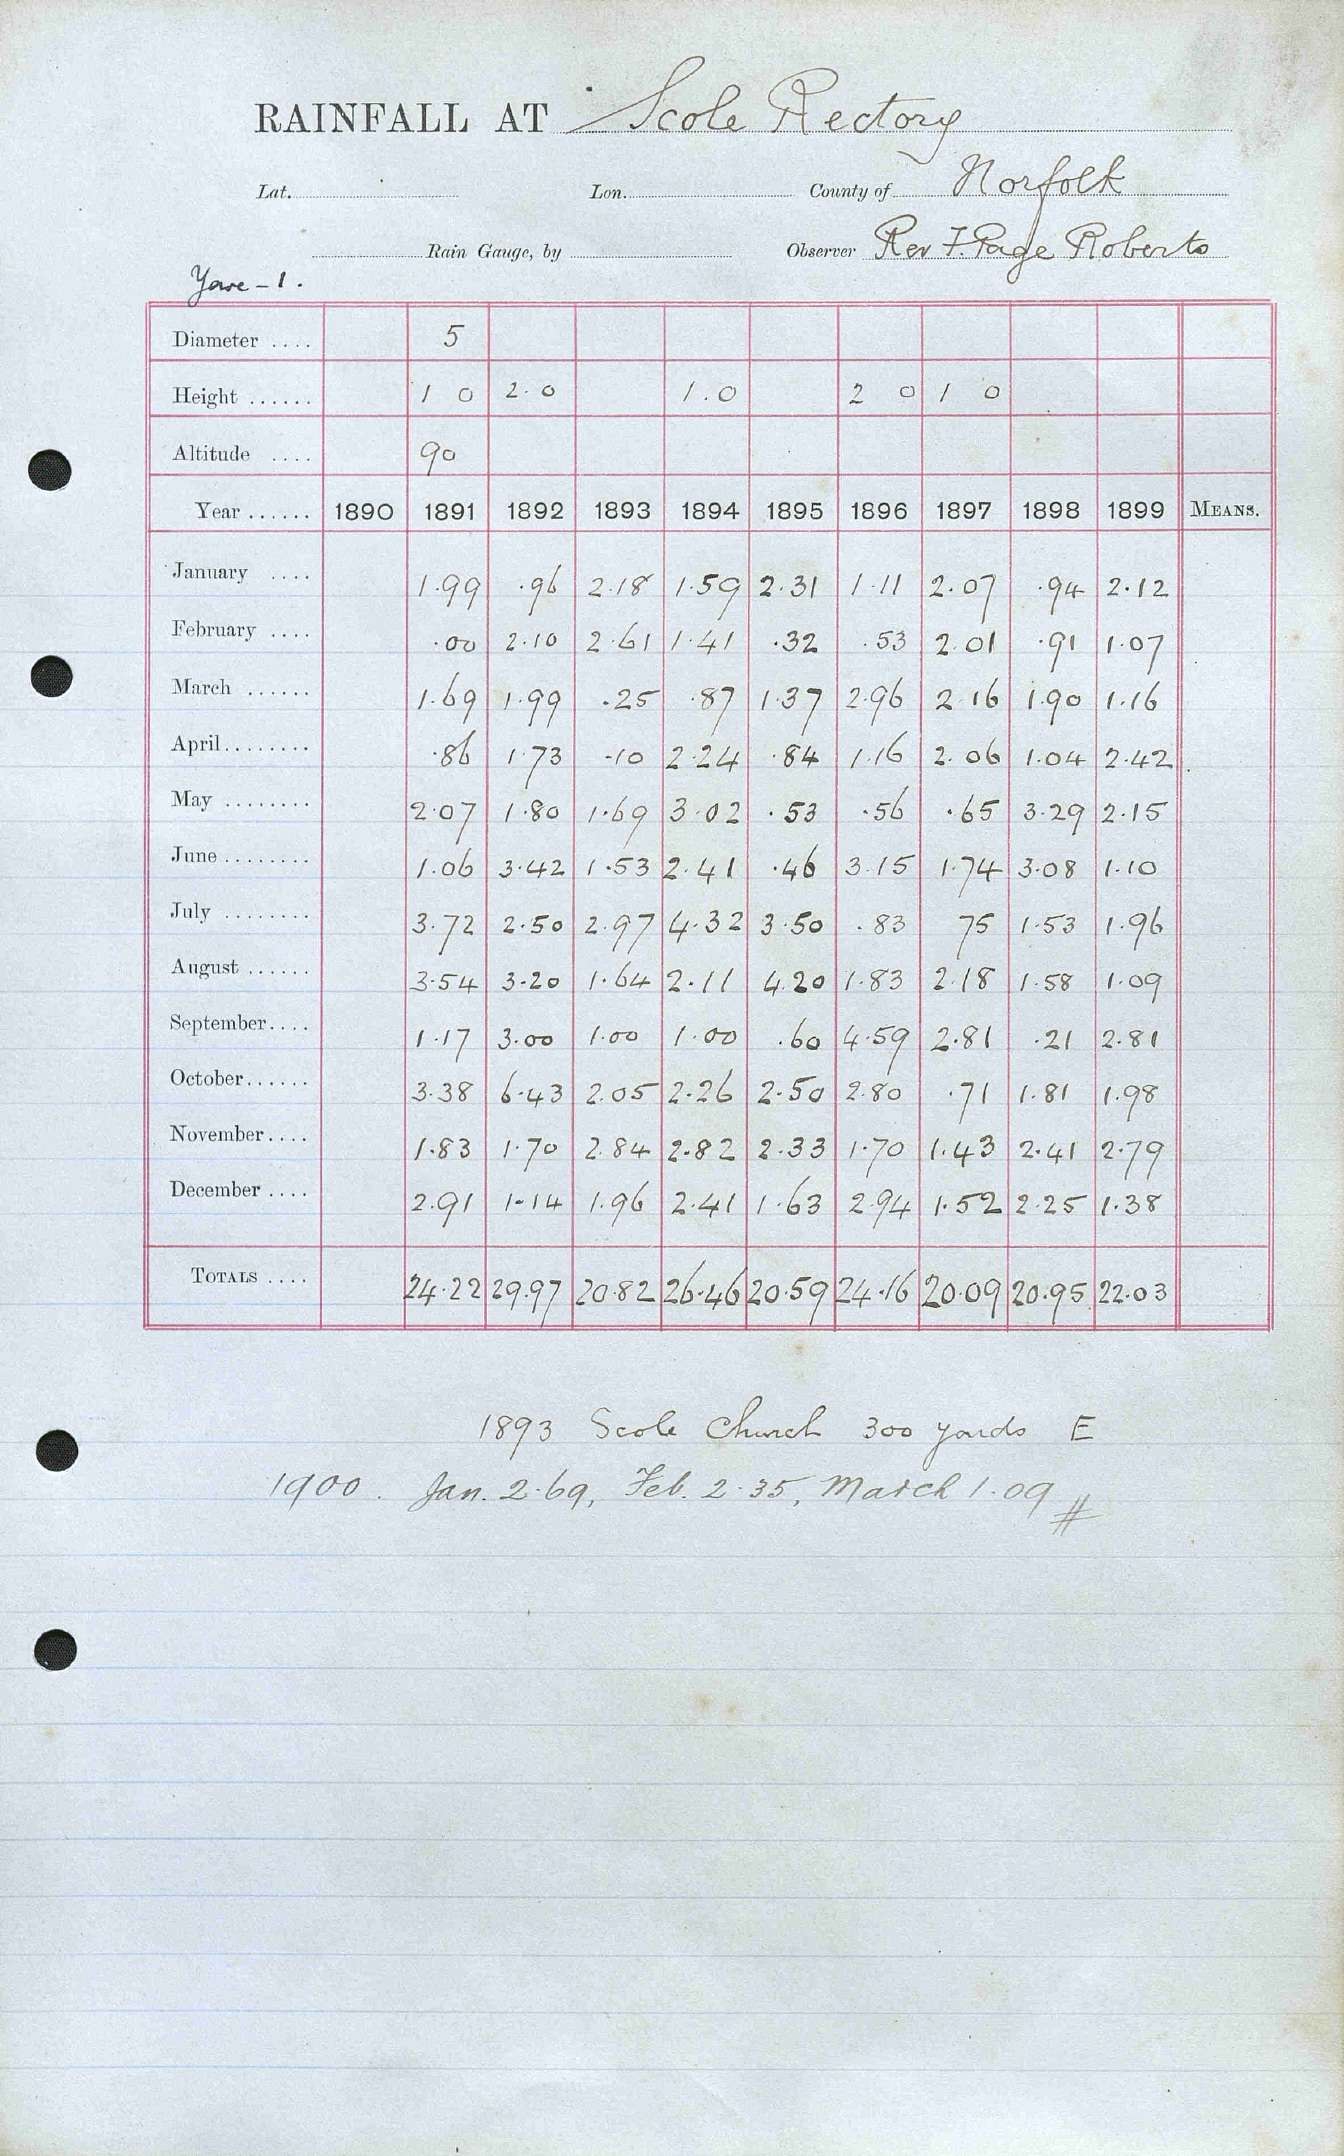 RAINFALL AT Scole Rectory
Lat. Lon. County of Norfolk
Rain Gauge, by Observer Rev F. Page Roberts
Yare - 1.
Diameter .... 5
Height ...... 1 0 2.0 1.0 2 0 1 0
Altitude .... 90
Year ...... 1890 1891 1892 1893 1894 1895 1896 1897 1898 1899 MEANS.
January .... 1.99 .96 2.18 1.59 2.31 1.11 2.07 .94 2.12
February .... .00 2.10 2.61 1.41 .32 .53 2.01 .91 1.07
March ...... 1.69 1.99 .25 .87 1.37 2.96 2.16 1.90 1.16
April........ .86 1.73 .10 2.24 .84 1.16 2.06 1.04 2.42
May ........ 2.07 1.80 1.69 3.02 .53 .56 .65 3.29 2.15
June ........ 1.06 3.42 1.53 2.41 .46 3.15 1.74 3.08 1.10
July ........ 3.72 2.50 2.97 4.32 3.50 .83 75 1.53 1.96
August ...... 3.54 3.20 1.64 2.11 4.20 1.83 2.18 1.58 1.09
September.... 1.17 3.00 1.00 1.00 .60 4.59 2.81 .21 2.81
October...... 3.38 6.43 2.05 2.26 2.50 2.80 .71 1.81 1.98
November.... 1.83 1.70 2.84 2.82 2.33 1.70 1.43 2.41 2.79
December .... 2.91 1.14 1.96 2.41 1.63 2.94 1.52 2.25 1.38
TOTALS .... 24.22 29.97 20.82 26.46 20.59 24.16 20.09 20.95 22.03
1893 Scole Church 300 yards E
1900. Jan. 2.69, Feb. 2.35, March 1.09 #